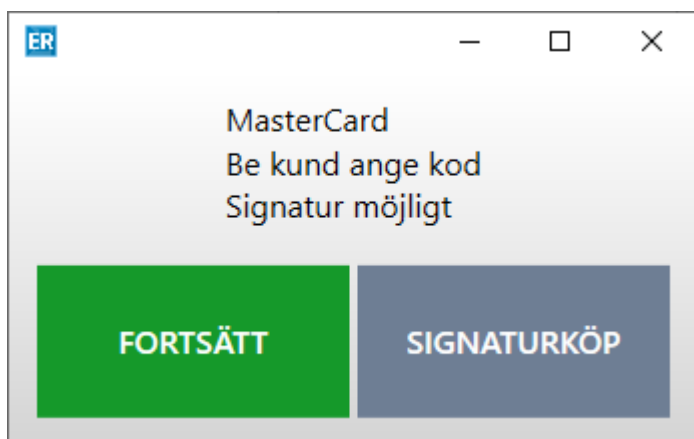 ER
MasterCard
Be kund ange kod
Signatur möjligt
FORTSÄTT
SIGNATURKÖP